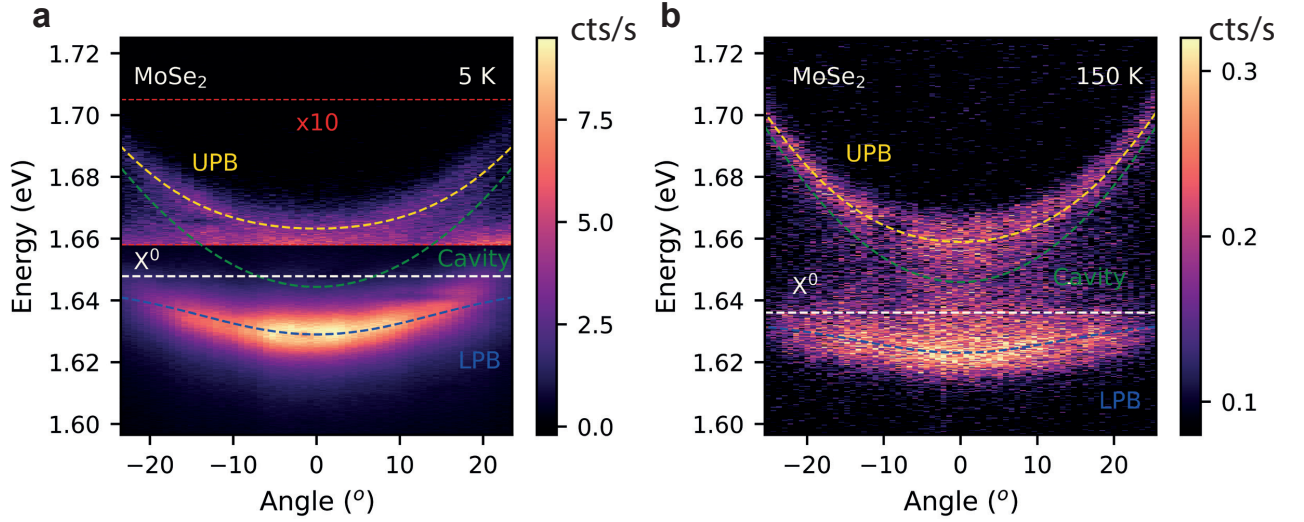 a
cts/s
1.72
1.70
1.68
1.66
1.64
1.62
1.60
Energy (eV)
MoSe₂
5 K
x10
UPB
X⁰
Cavity
LPB
−20
−10
0
10
20
Angle (°)
7.5
5.0
2.5
0.0
b
cts/s
1.72
1.70
1.68
1.66
1.64
1.62
1.60
Energy (eV)
MoSe₂
150 K
UPB
X⁰
Cavity
LPB
−20
−10
0
10
20
Angle (°)
0.3
0.2
0.1